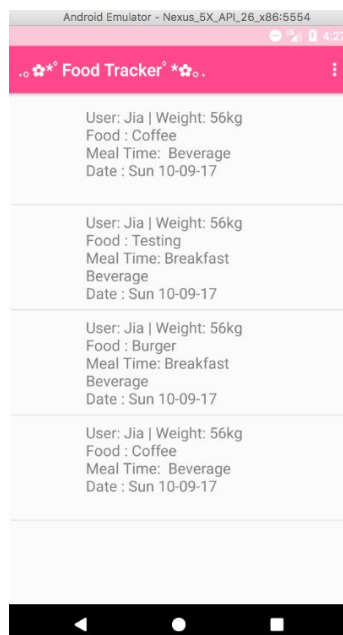 Android Emulator - Nexus_5X_API_26_x86:5554
4:27
.ₒ ✿*ﾟ Food Trackerﾟ *✿ₒ .
User: Jia | Weight: 56kg
Food : Coffee
Meal Time:  Beverage
Date : Sun 10-09-17
User: Jia | Weight: 56kg
Food : Testing
Meal Time: Breakfast
Beverage
Date : Sun 10-09-17
User: Jia | Weight: 56kg
Food : Burger
Meal Time: Breakfast
Beverage
Date : Sun 10-09-17
User: Jia | Weight: 56kg
Food : Coffee
Meal Time:  Beverage
Date : Sun 10-09-17